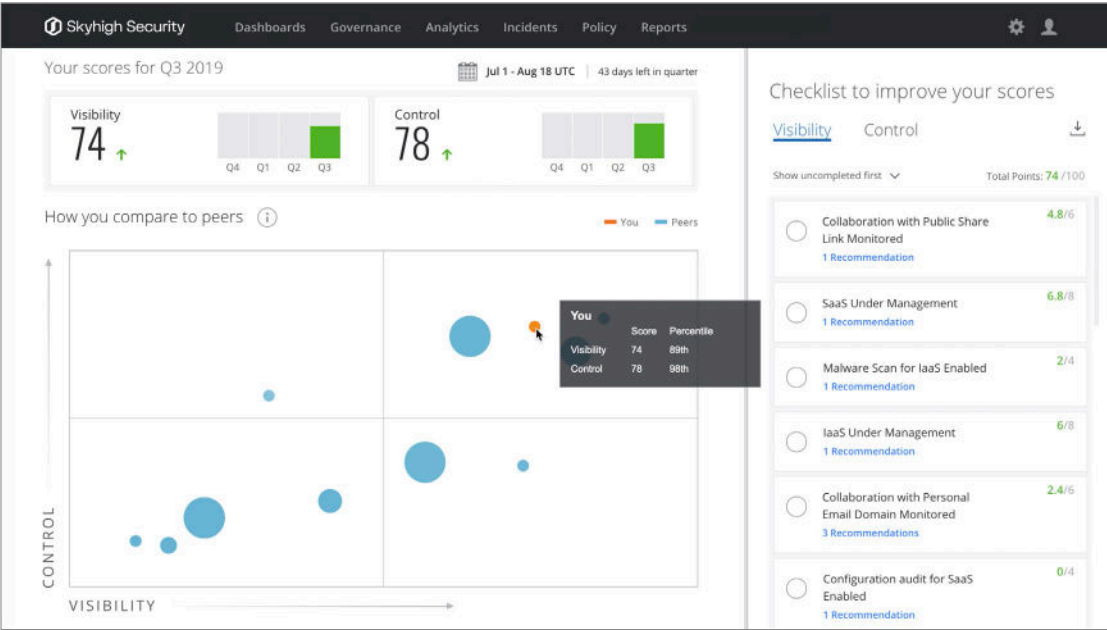 Skyhigh Security
Dashboards Governance Analytics Incidents Policy Reports
Your scores for Q3 2019
Jul 1 - Aug 18 UTC
43 days left in quarter
Visibility
74
Q4 Q1 Q2 Q3
Control
78
Q4 Q1 Q2 Q3
How you compare to peers
You Peers
You
Score Percentile
Visibility 74 89th
Control 78 98th
CONTROL
VISIBILITY
Checklist to improve your scores
Visibility Control
Show uncompleted first
Total Points: 74 /100
Collaboration with Public Share
Link Monitored
1 Recommendation
4.8/6
SaaS Under Management
1 Recommendation
6.8/8
Malware Scan for IaaS Enabled
1 Recommendation
2/4
IaaS Under Management
1 Recommendation
6/8
Collaboration with Personal
Email Domain Monitored
3 Recommendations
2.4/6
Configuration audit for SaaS
Enabled
1 Recommendation
0/4